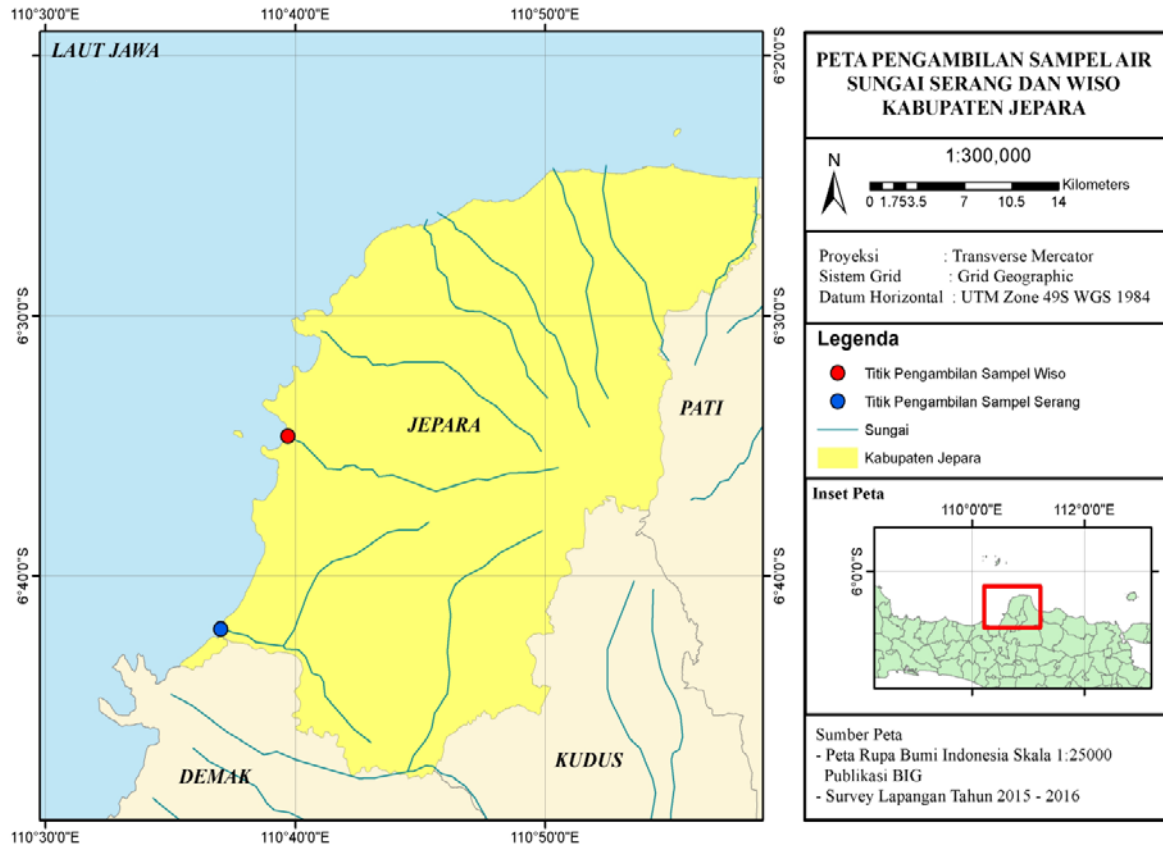 110°30'0"E
110°40'0"E
110°50'0"E
LAUT JAWA
6°20'0"S
6°30'0"S
6°30'0"S
6°40'0"S
6°40'0"S
JEPARA
PATI
DEMAK
KUDUS
110°30'0"E
110°40'0"E
110°50'0"E
PETA PENGAMBILAN SAMPEL AIR
SUNGAI SERANG DAN WISO
KABUPATEN JEPARA
N
1:300,000
Kilometers
0 1.753.5 7 10.5 14
Proyeksi : Transverse Mercator
Sistem Grid : Grid Geographic
Datum Horizontal : UTM Zone 49S WGS 1984
Legenda
Titik Pengambilan Sampel Wiso
Titik Pengambilan Sampel Serang
Sungai
Kabupaten Jepara
Inset Peta
110°0'0"E
112°0'0"E
6°0'0"S
Sumber Peta
- Peta Rupa Bumi Indonesia Skala 1:25000
Publikasi BIG
- Survey Lapangan Tahun 2015 - 2016